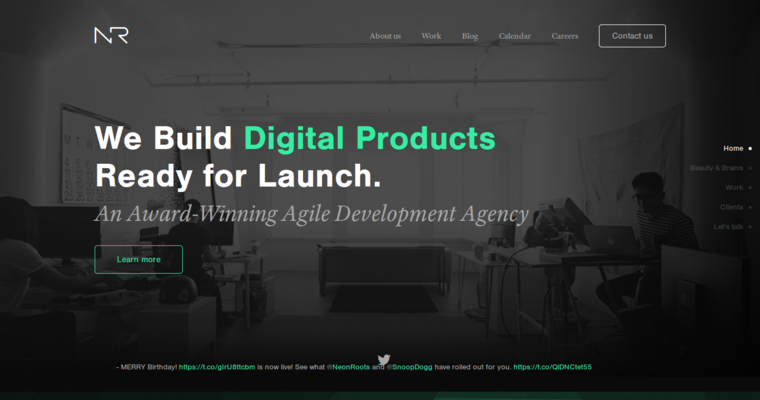 NR
About us
Work
Blog
Calendar
Careers
Contact us
We Build Digital Products
Ready for Launch.
An Award-Winning Agile Development Agency
Learn more
Home
Beauty & Brains
Work
Clients
Let's talk
- MERRY Birthday! https://t.co/glrU8ttcbm is now live! See what @NeonRoots and @SnoopDogg have rolled out for you. https://t.co/QIDNCtet55